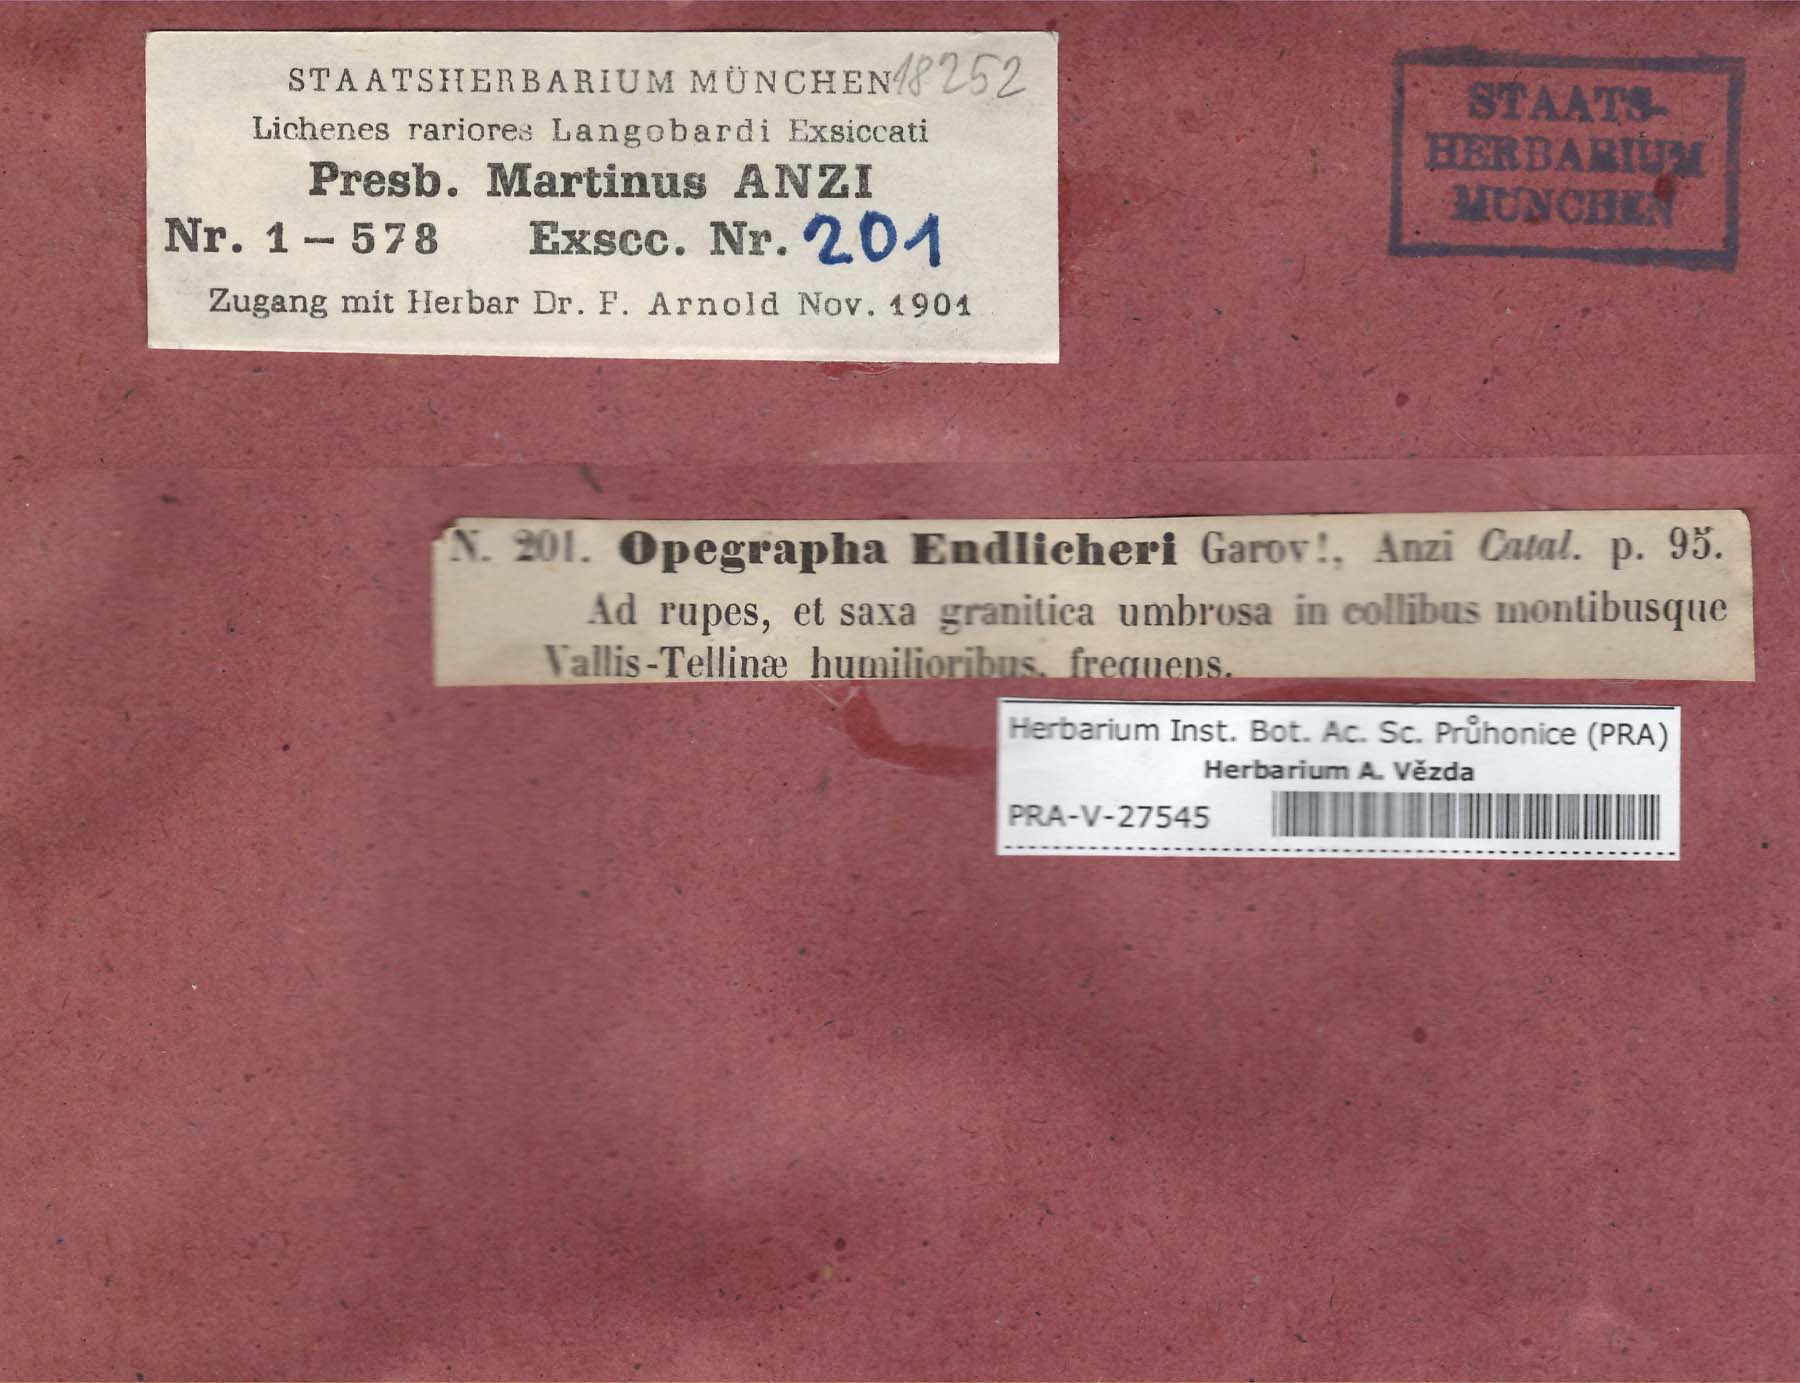 STAATSHERBARIUM MÜNCHEN 18252
Lichenes rariores Langobardi Exsiccati
Presb. Martinus ANZI
Nr. 1 – 578 Exscc. Nr. 201
Zugang mit Herbar Dr. F. Arnold Nov. 1901
STAATS-
HERBARIUM
MÜNCHEN
N. 201. Opegrapha Endlicheri Garov!, Anzi Catal. p. 95.
Ad rupes, et saxa granitica umbrosa in collibus montibusque
Vallis-Tellinæ humilioribus, frequens.
Herbarium Inst. Bot. Ac. Sc. Průhonice (PRA)
Herbarium A. Vězda
PRA-V-27545